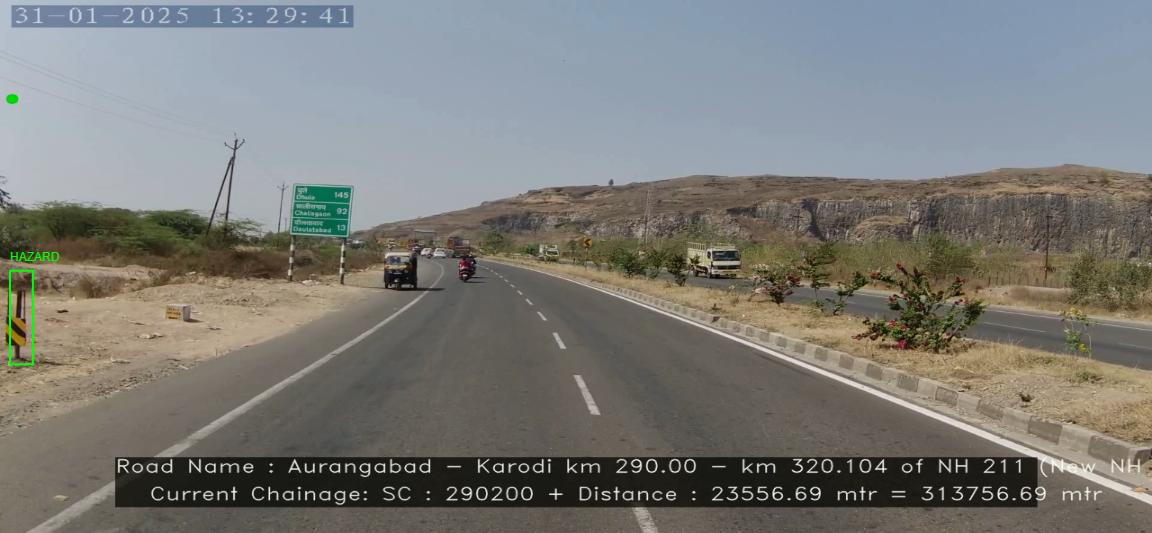 31-01-2025 13:29:41
HAZARD
धुले
Dhule 145
चाळीसगाव
Chalisgaon 92
दौलताबाद
Daulatabad 13
Road Name : Aurangabad - Karodi km 290.00 - km 320.104 of NH 211 (New NH
Current Chainage: SC : 290200 + Distance : 23556.69 mtr = 313756.69 mtr